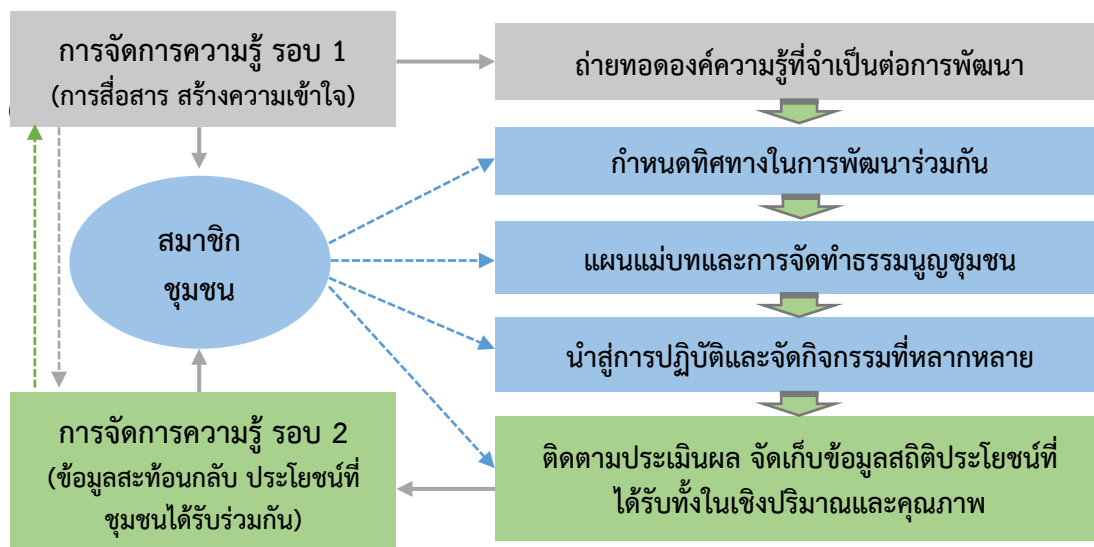 การจัดการความรู้ รอบ 1
(การสื่อสาร สร้างความเข้าใจ)
ถ่ายทอดองค์ความรู้ที่จำเป็นต่อการพัฒนา
กำหนดทิศทางในการพัฒนาร่วมกัน
สมาชิก
ชุมชน
แผนแม่บทและการจัดทำธรรมนูญชุมชน
นำสู่การปฏิบัติและจัดกิจกรรมที่หลากหลาย
การจัดการความรู้ รอบ 2
(ข้อมูลสะท้อนกลับ ประโยชน์ที่
ชุมชนได้รับร่วมกัน)
ติดตามประเมินผล จัดเก็บข้อมูลสถิติประโยชน์ที่
ได้รับทั้งในเชิงปริมาณและคุณภาพ